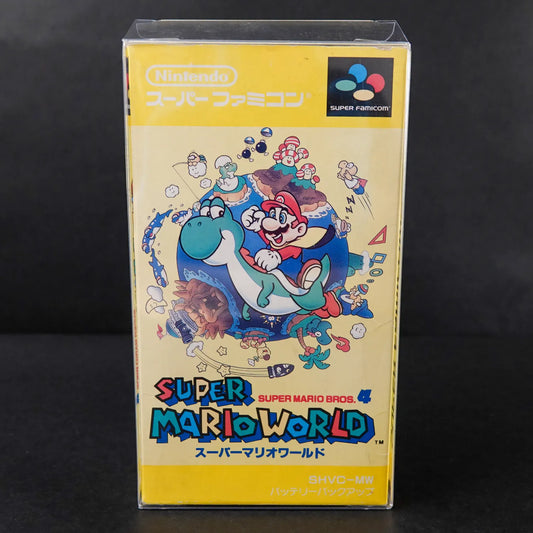 Nintendo
スーパーファミコン
SUPER FAMICOM
SUPER MARIO BROS. 4
SUPER
MARIO WORLD
TM
スーパーマリオワールド
SHVC-MW
バッテリーバックアップ